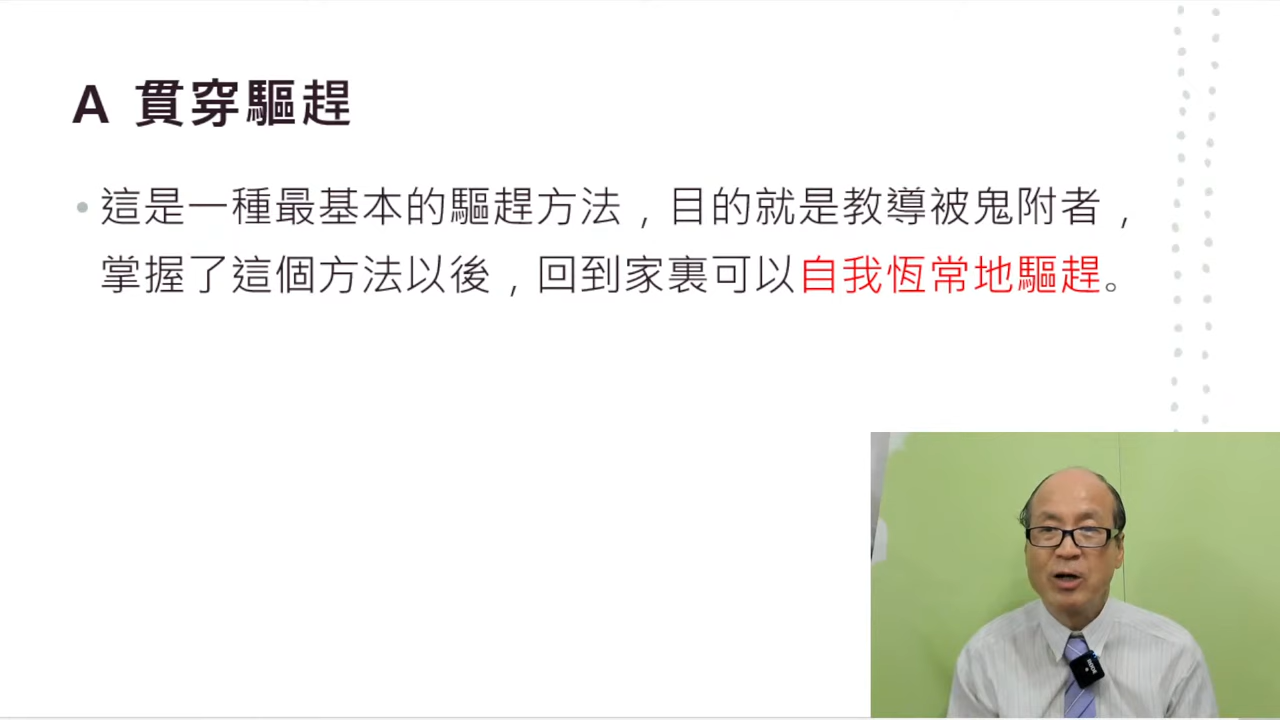 A 貫穿驅趕
• 這是一種最基本的驅趕方法，目的就是教導被鬼附者，
掌握了這個方法以後，回到家裏可以自我恆常地驅趕。